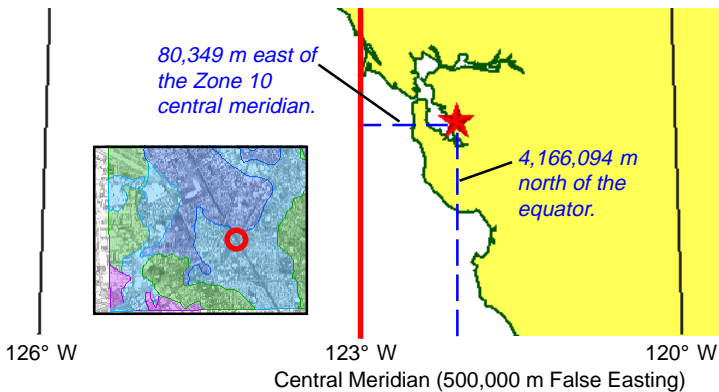 80,349 m east of
the Zone 10
central meridian.
4,166,094 m
north of the
equator.
126° W
123° W
120° W
Central Meridian (500,000 m False Easting)